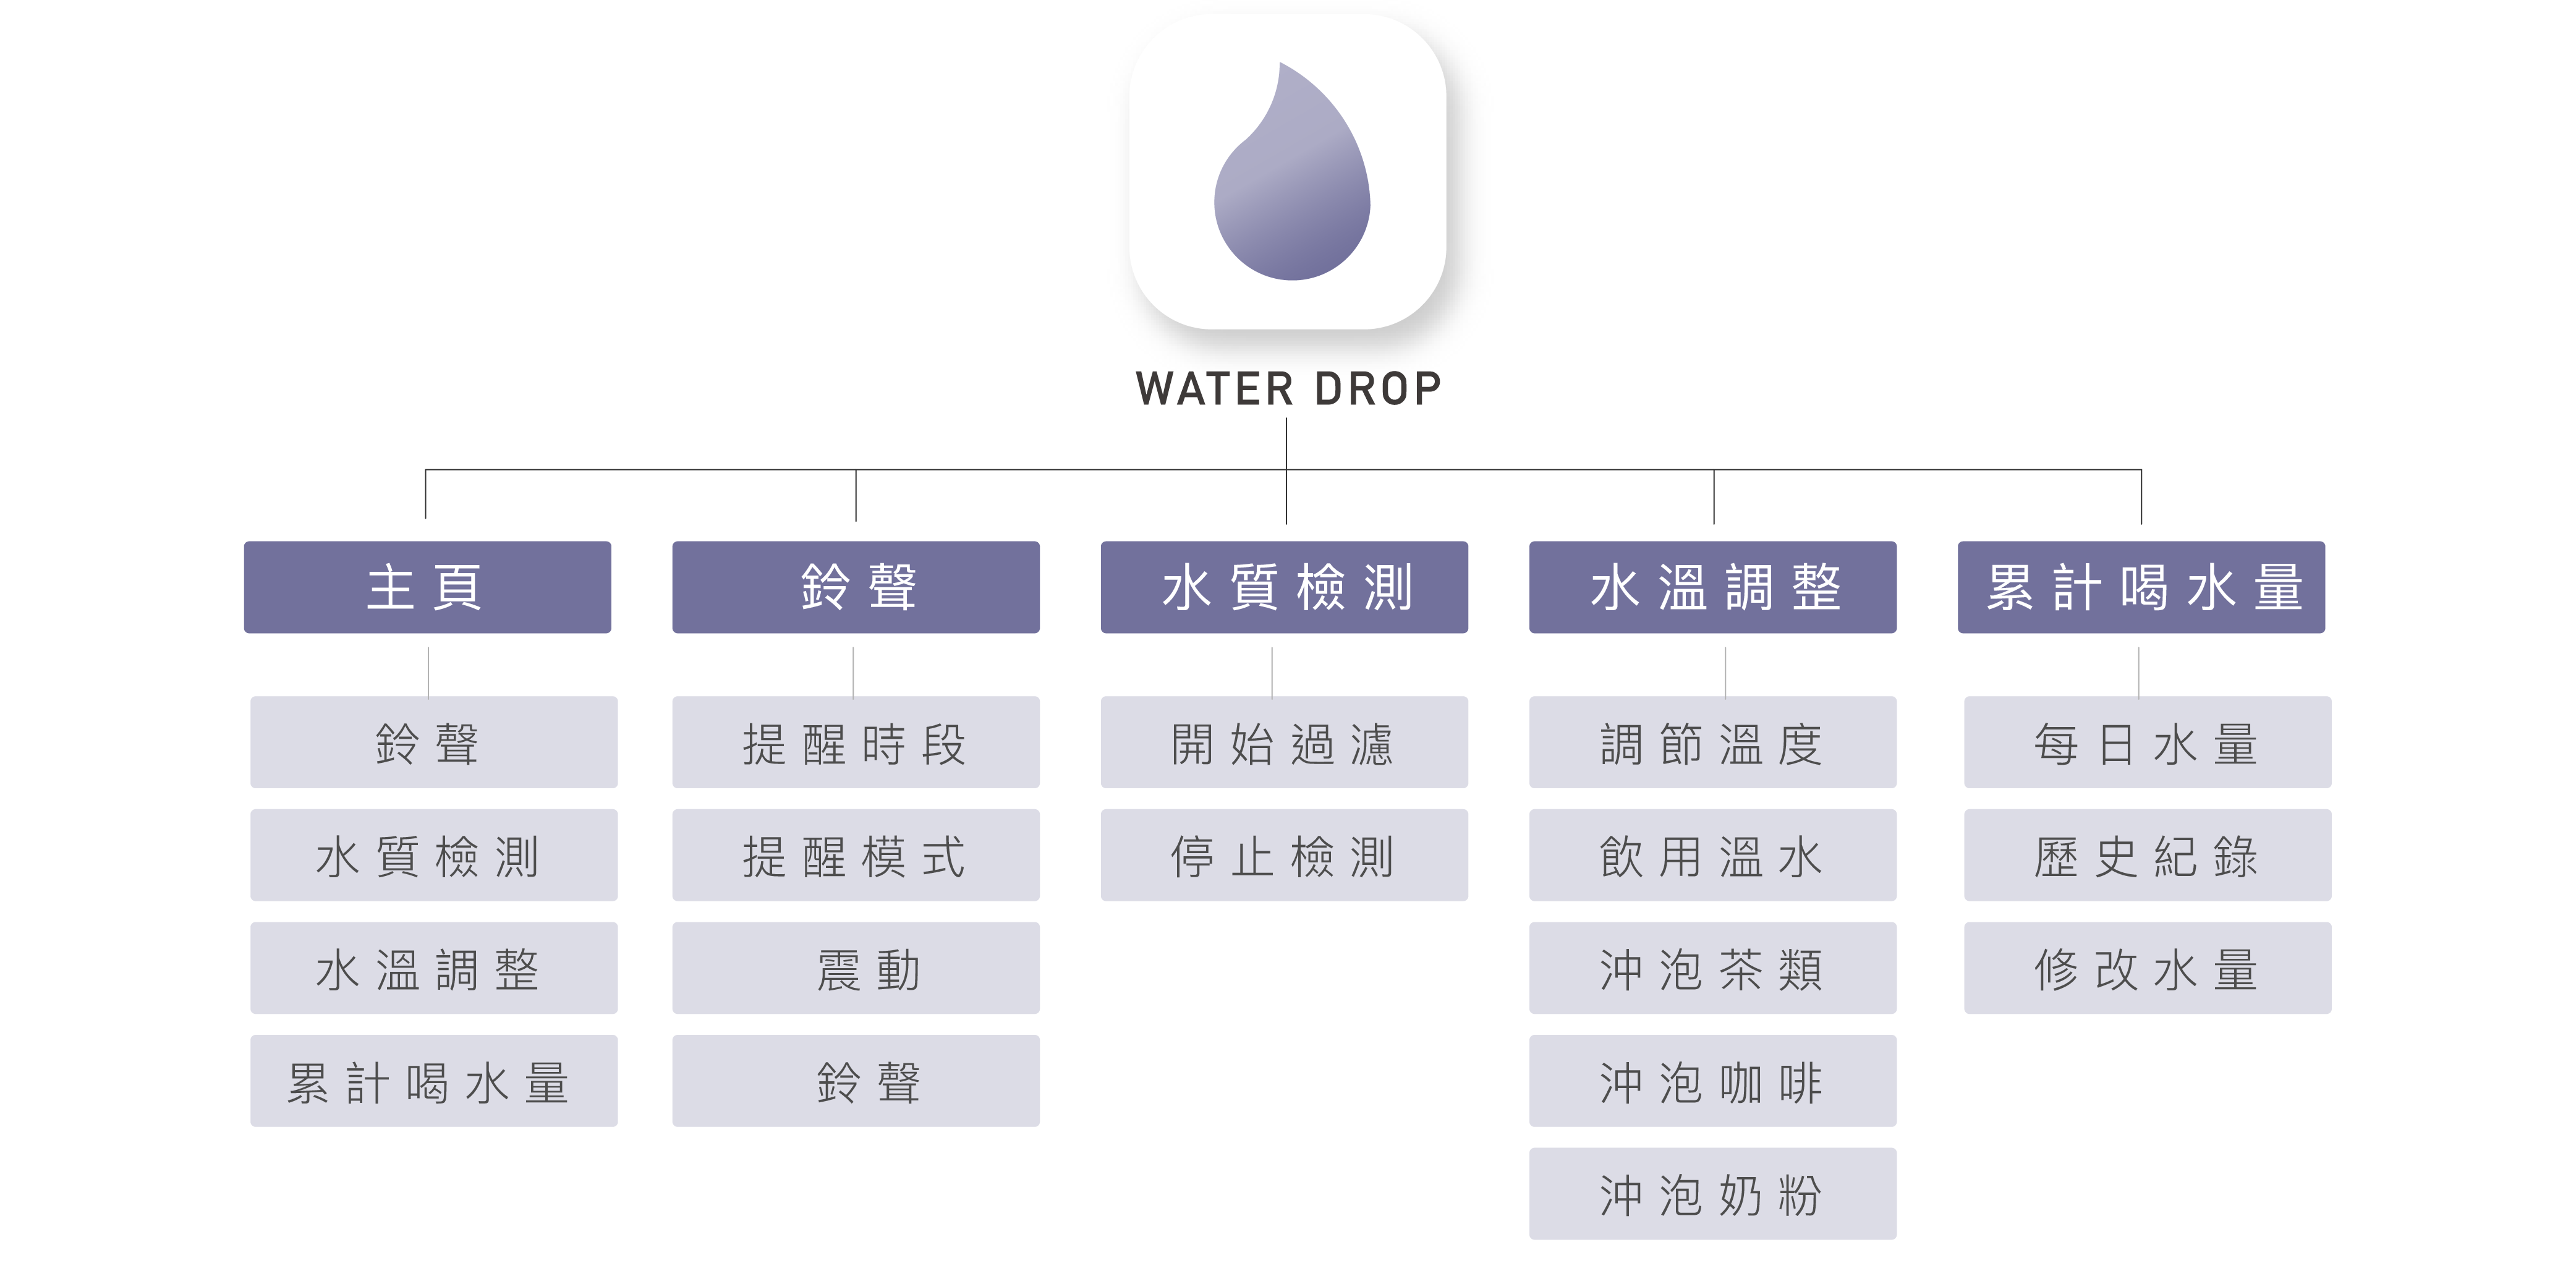 WATER DROP
主頁
鈴聲
水質檢測
水溫調整
累計喝水量
鈴聲
水質檢測
水溫調整
累計喝水量
提醒時段
提醒模式
震動
鈴聲
開始過濾
停止檢測
調節溫度
飲用溫水
沖泡茶類
沖泡咖啡
沖泡奶粉
每日水量
歷史紀錄
修改水量